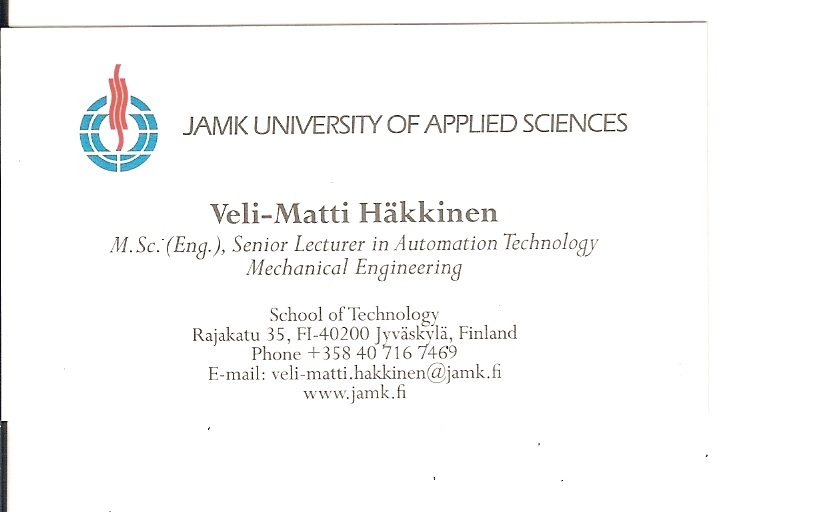 JAMK UNIVERSITY OF APPLIED SCIENCES
Veli-Matti Häkkinen
M.Sc. (Eng.), Senior Lecturer in Automation Technology
Mechanical Engineering
School of Technology
Rajakatu 35, FI-40200 Jyväskylä, Finland
Phone +358 40 716 7469
E-mail: veli-matti.hakkinen@jamk.fi
www.jamk.fi